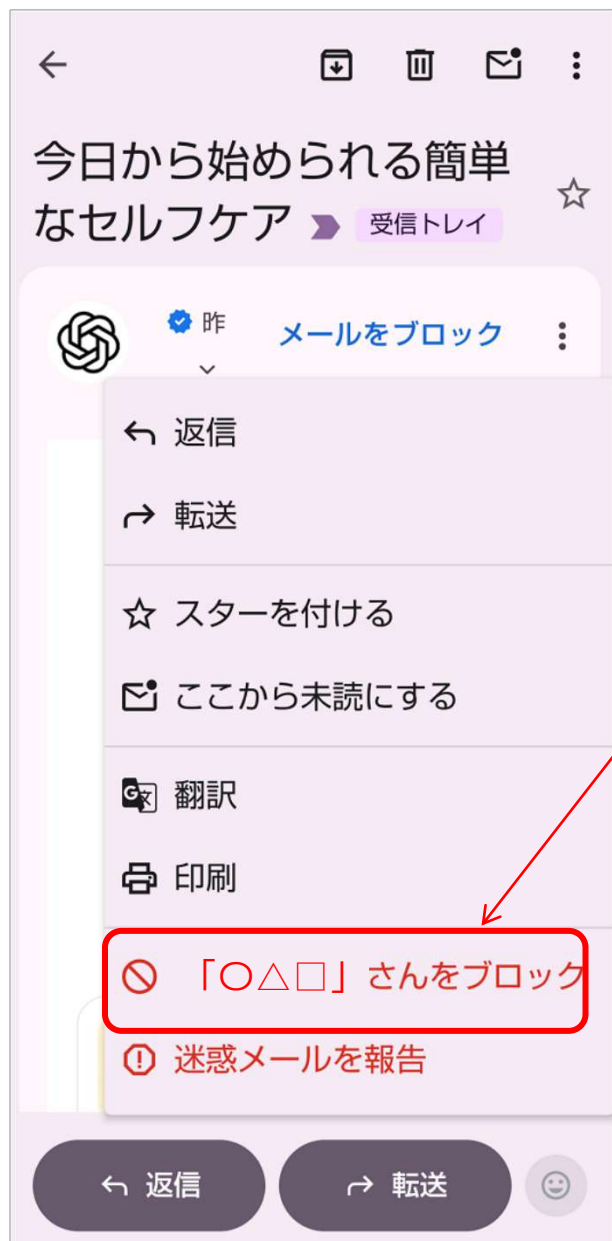 今日から始められる簡単
なセルフケア 受信トレイ
昨 メールをブロック
返信
転送
スターを付ける
ここから未読にする
翻訳
印刷
「〇△□」さんをブロック
迷惑メールを報告
返信 転送